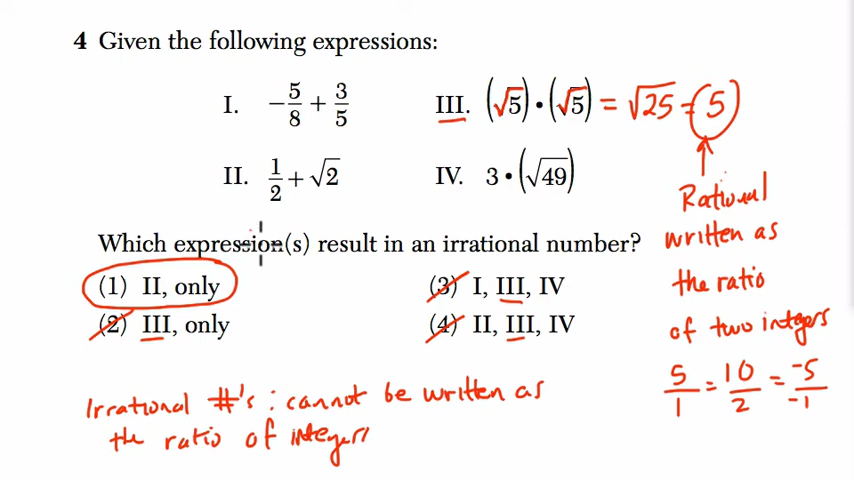 4 Given the following expressions:
I. -5/8 + 3/5
III. (√5) • (√5) = √25 = 5
II. 1/2 + √2
IV. 3 • (√49)
Rational
written as
the ratio
of two integers
5/1 = 10/2 = -5/-1
Which expression(s) result in an irrational number?
(1) II, only
(3) I, III, IV
(2) III, only
(4) II, III, IV
Irrational #'s : cannot be written as
the ratio of integers